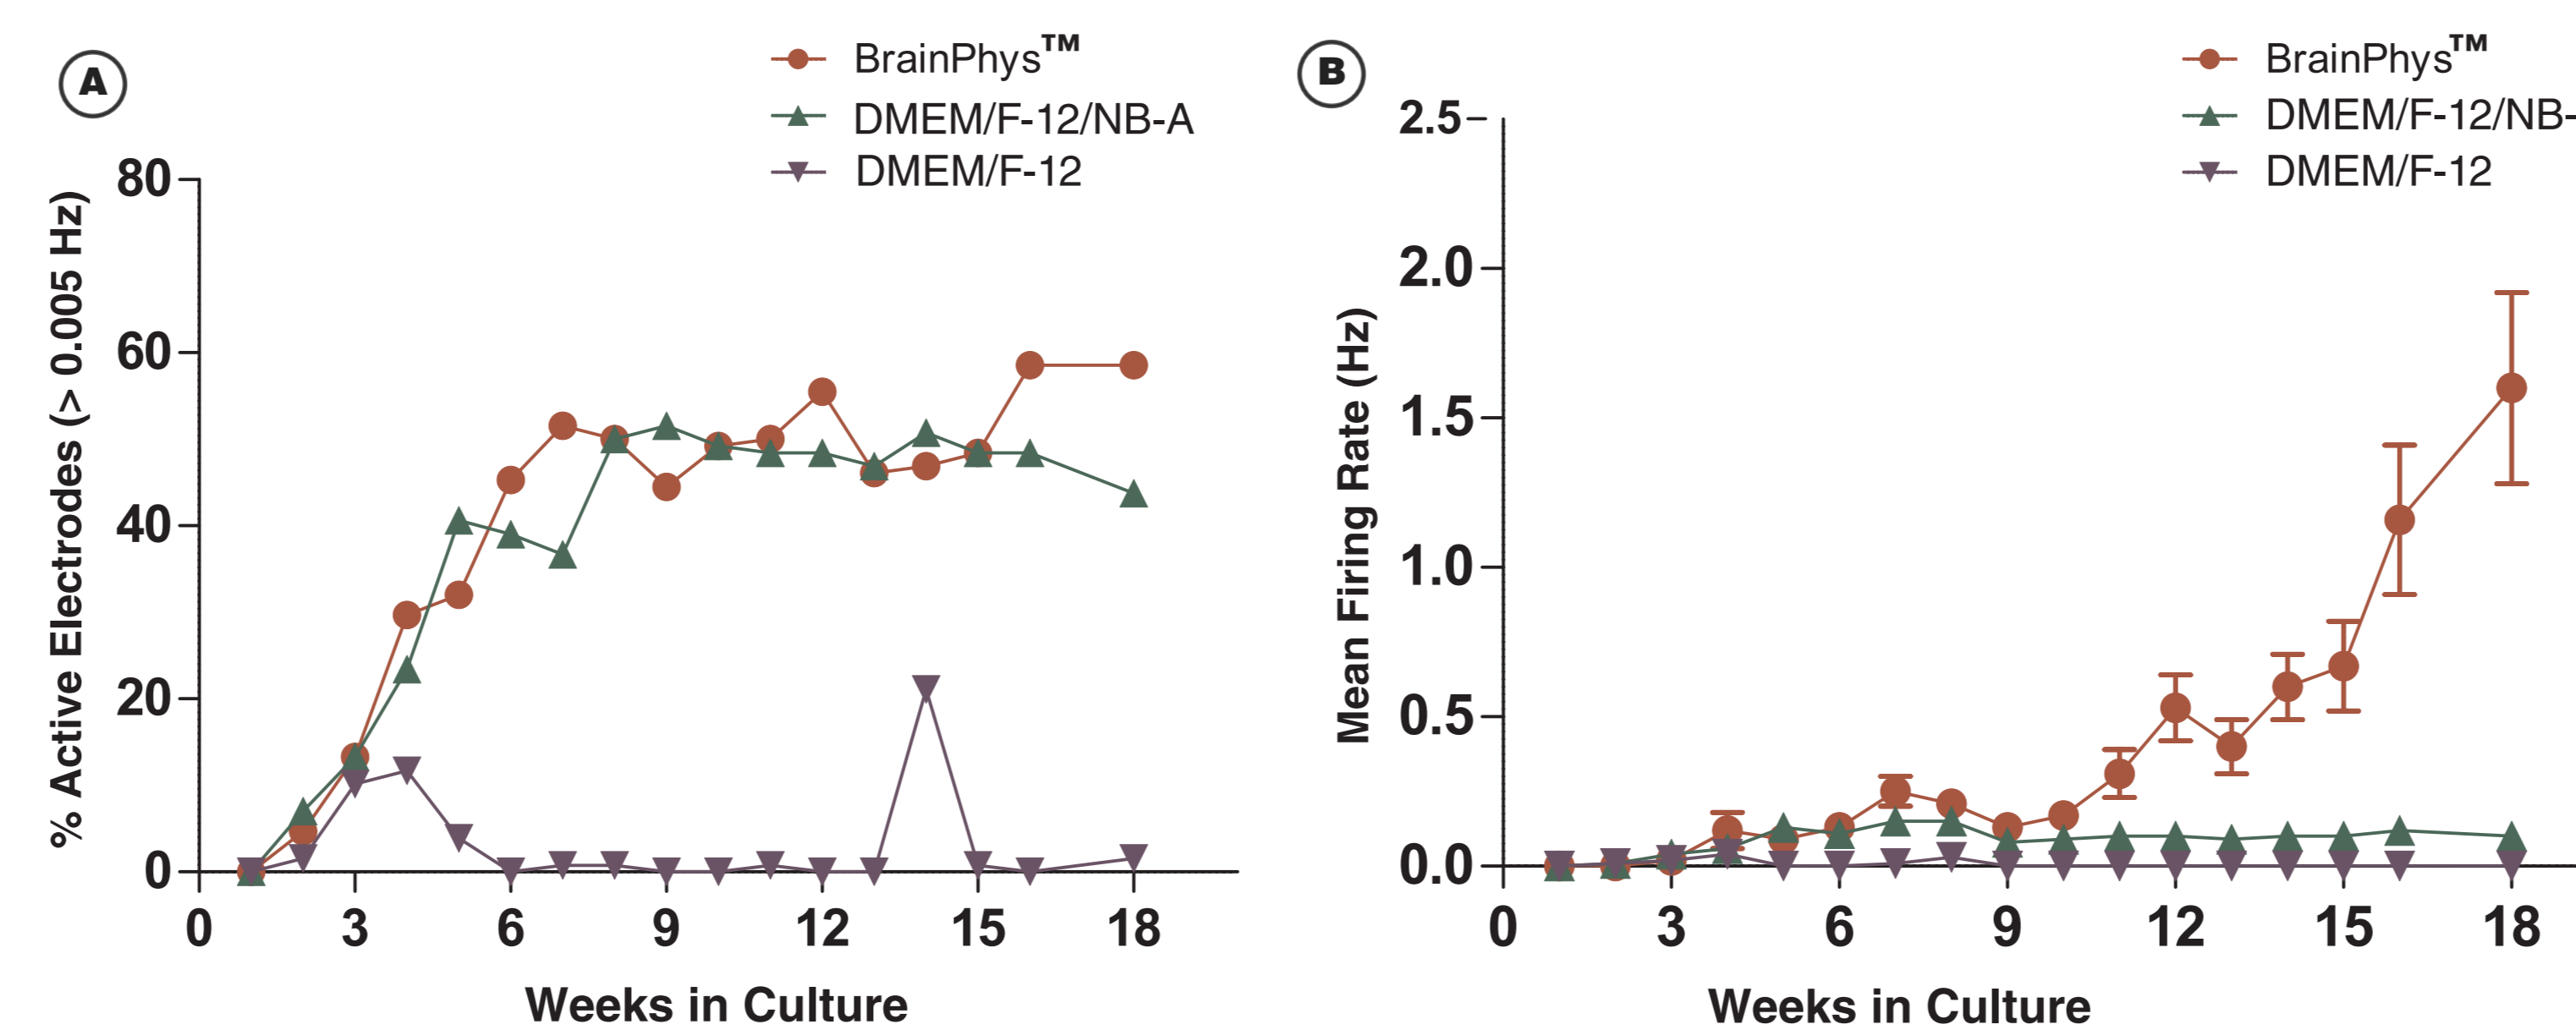 A
BrainPhys™
DMEM/F-12/NB-A
DMEM/F-12
% Active Electrodes (> 0.005 Hz)
80
60
40
20
0
0 3 6 9 12 15 18
Weeks in Culture
B
BrainPhys™
DMEM/F-12/NB-
DMEM/F-12
Mean Firing Rate (Hz)
2.5
2.0
1.5
1.0
0.5
0.0
0 3 6 9 12 15 18
Weeks in Culture